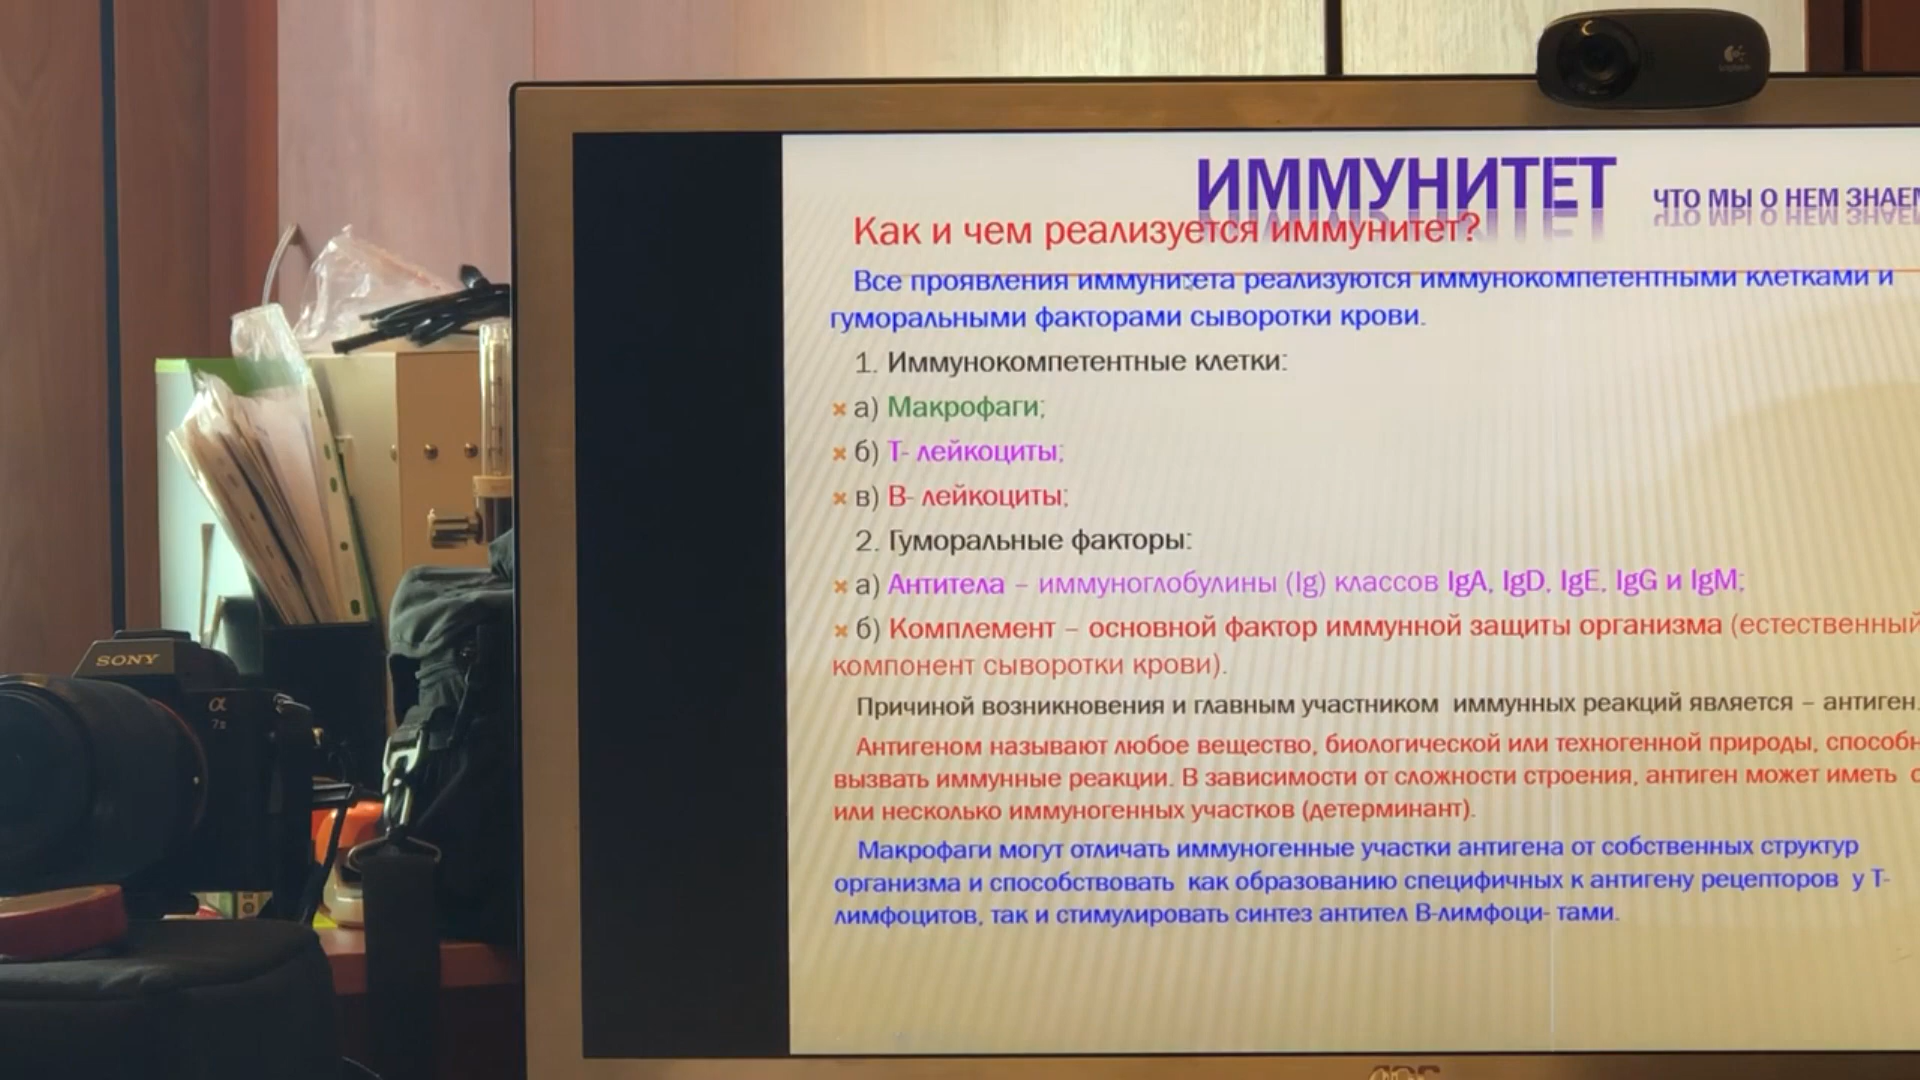 ИММУНИТЕТ ЧТО МЫ О НЕМ
Как и чем реализуется иммунитет?
Все проявления иммунитета реализуются иммунокомпетентными клетками и
гуморальными факторами сыворотки крови.
1. Иммунокомпетентные клетки:
а) Макрофаги;
б) Т- лейкоциты;
в) В- лейкоциты;
2. Гуморальные факторы:
а) Антитела – иммуноглобулины (Ig) классов IgA, IgD, IgE, IgG и IgM;
б) Комплемент – основной фактор иммунной защиты организма (естественный
компонент сыворотки крови).
Причиной возникновения и главным участником иммунных реакций является – антиген.
Антигеном называют любое вещество, биологической или техногенной природы,
вызвать иммунные реакции. В зависимости от сложности строения, антиген может иметь
или несколько иммуногенных участков (детерминант).
Макрофаги могут отличать иммуногенные участки антигена от собственных структур
организма и способствовать как образованию специфичных к антигену рецепторов у Т-
лимфоцитов, так и стимулировать синтез антител В-лимфоци- тами.
SONY
α
7s